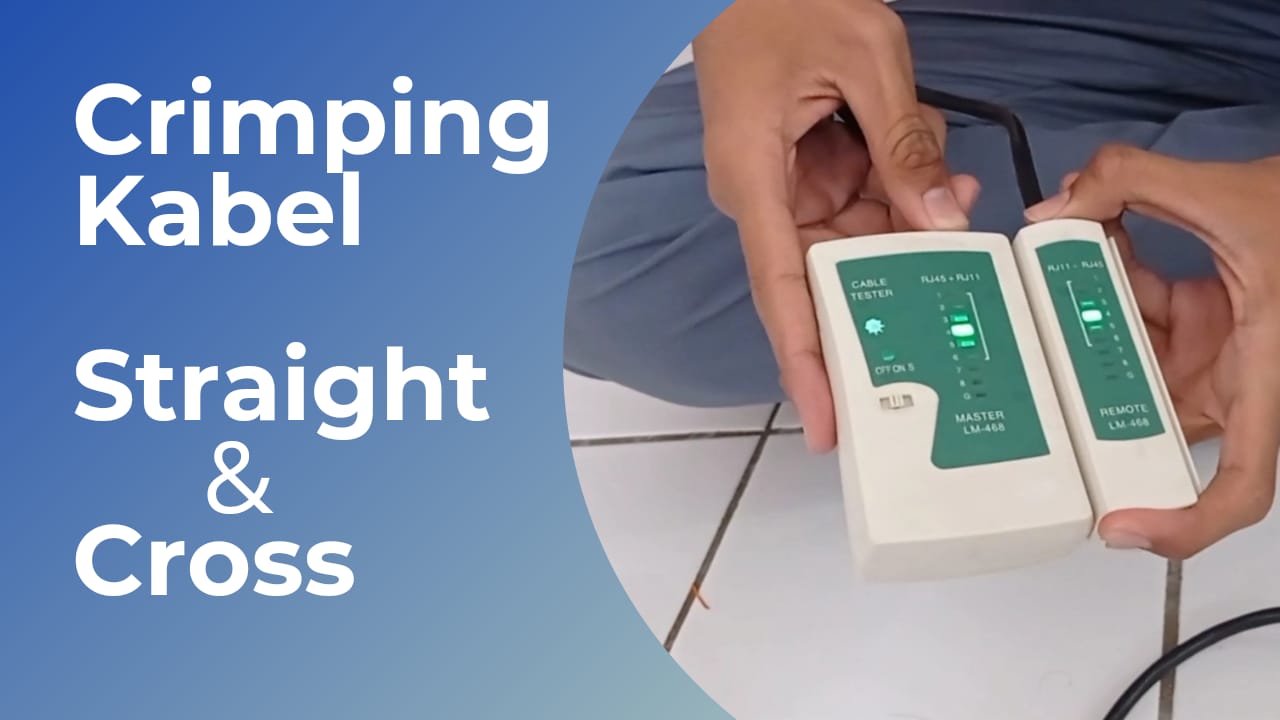 Crimping
Kabel
Straight
&
Cross
CABLE
TESTER
RJ45 + RJ11
1
2
3
4
5
6
7
8
G
OFF ON S
MASTER
LM-468
RJ11 - RJ45
1
2
3
4
5
6
7
8
G
REMOTE
LM-468